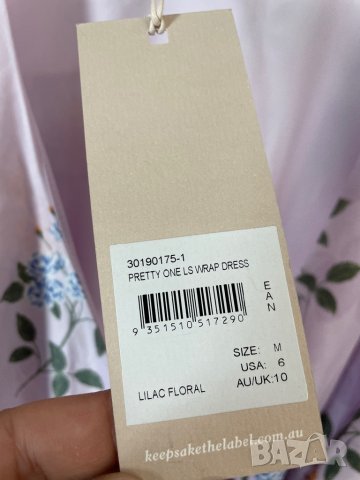 30190175-1
PRETTY ONE LS WRAP DRESS
EAN
9 351510 517290
SIZE: M
USA: 6
LILAC FLORAL AU/UK:10
keepsakethelabel.com.au
BAZAR